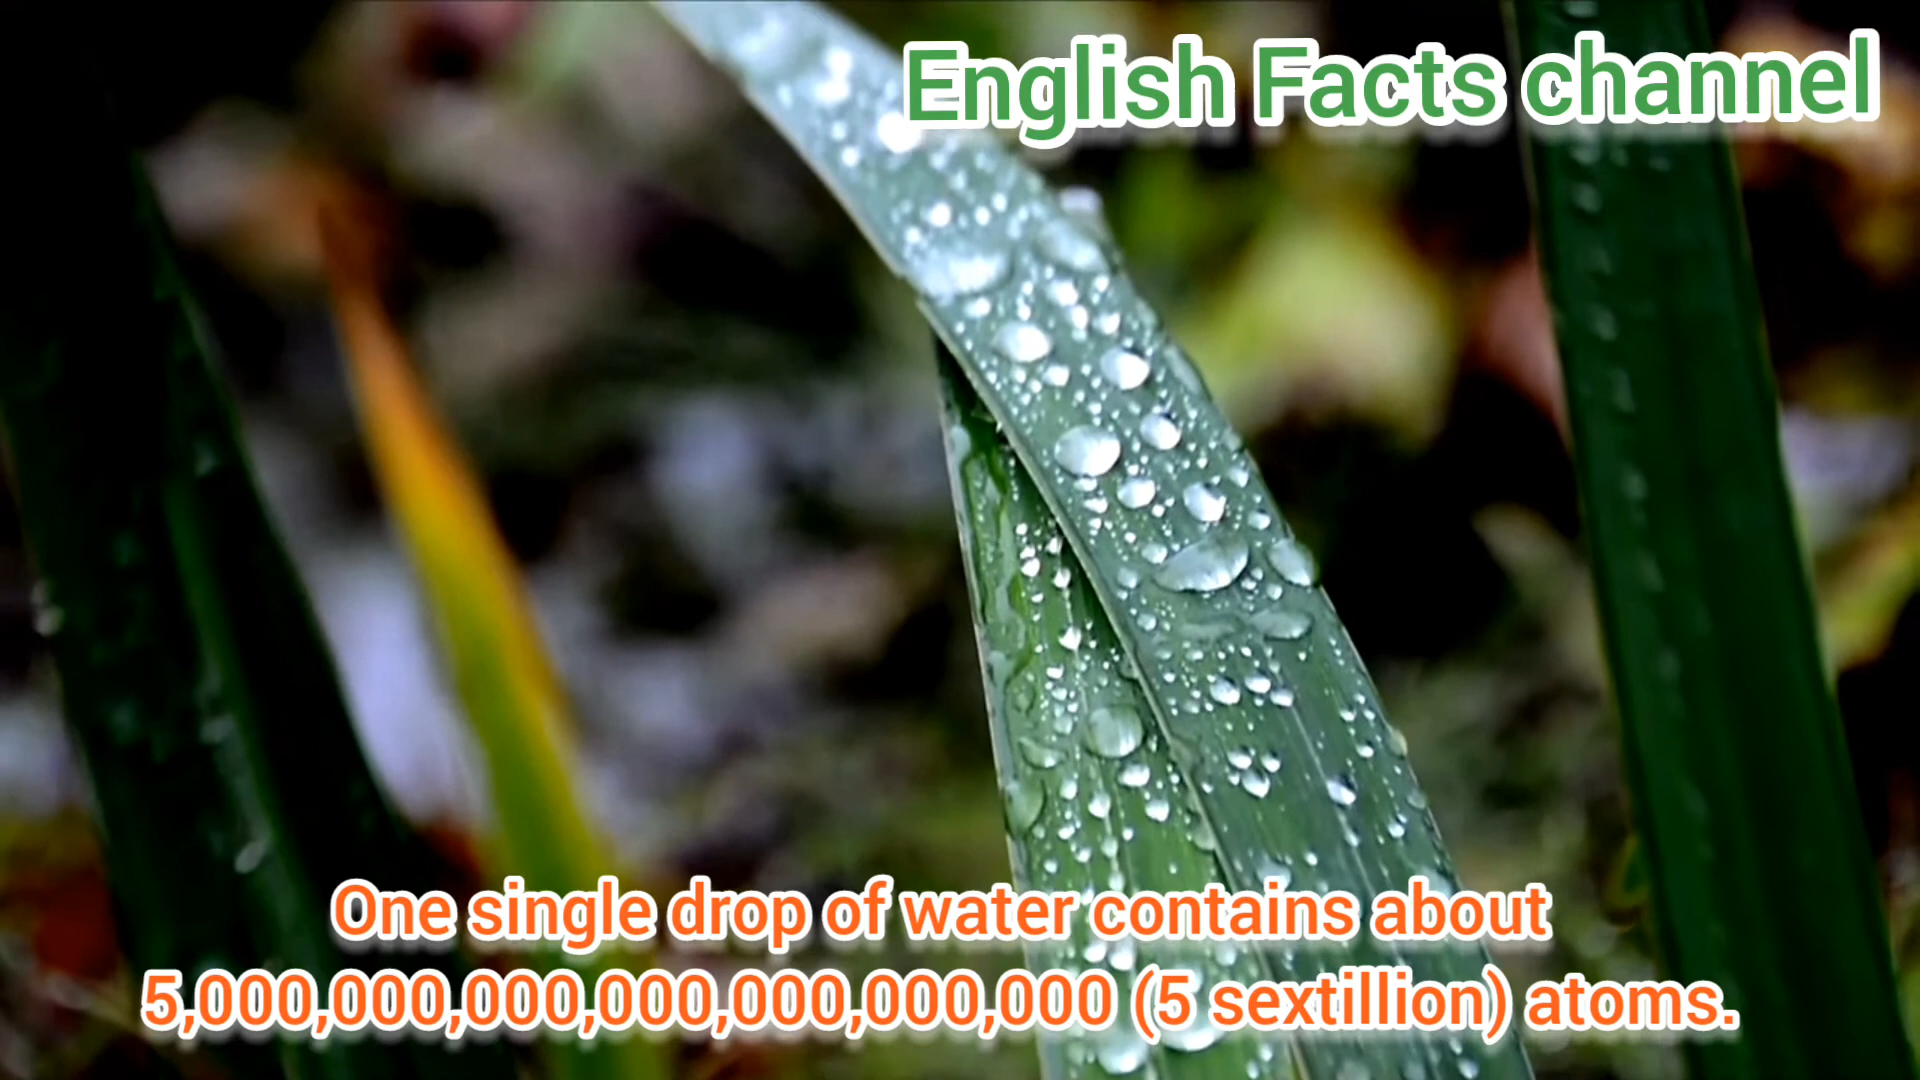 English Facts channel
One single drop of water contains about
5,000,000,000,000,000,000,000 (5 sextillion) atoms.